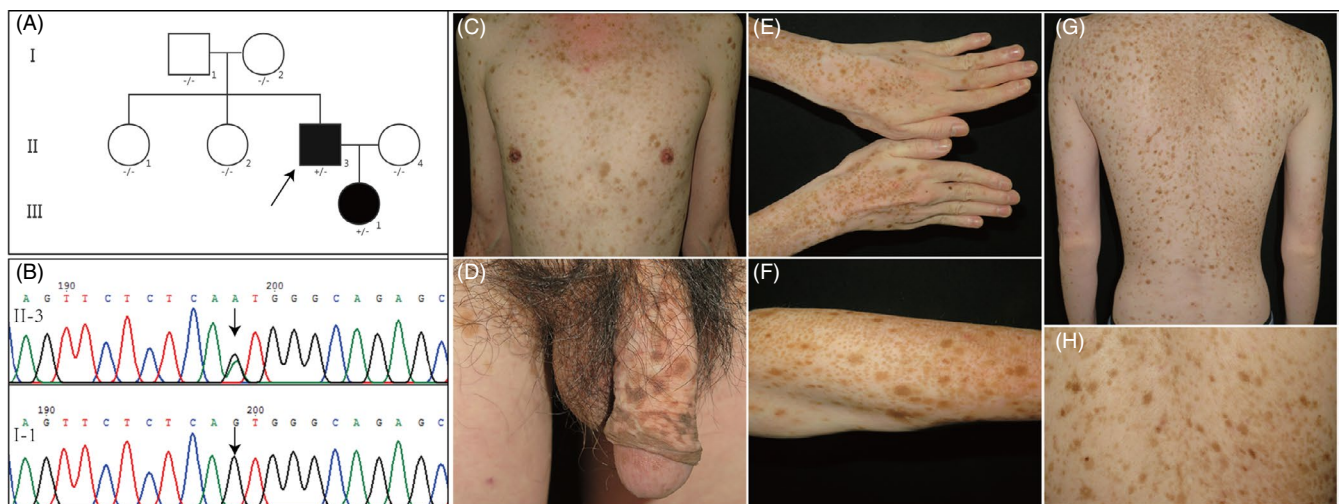 (A)
I
1
-/-
2
-/-
II
1
-/-
2
-/-
3
+/-
4
-/-
III
1
+/-
(B)
190 200
A G T T C T C T C A A T G G G C A G A G C
II-3
190 200
A G T T C T C T C A G T G G G C A G A G C
I-1
(C)
(D)
(E)
(F)
(G)
(H)